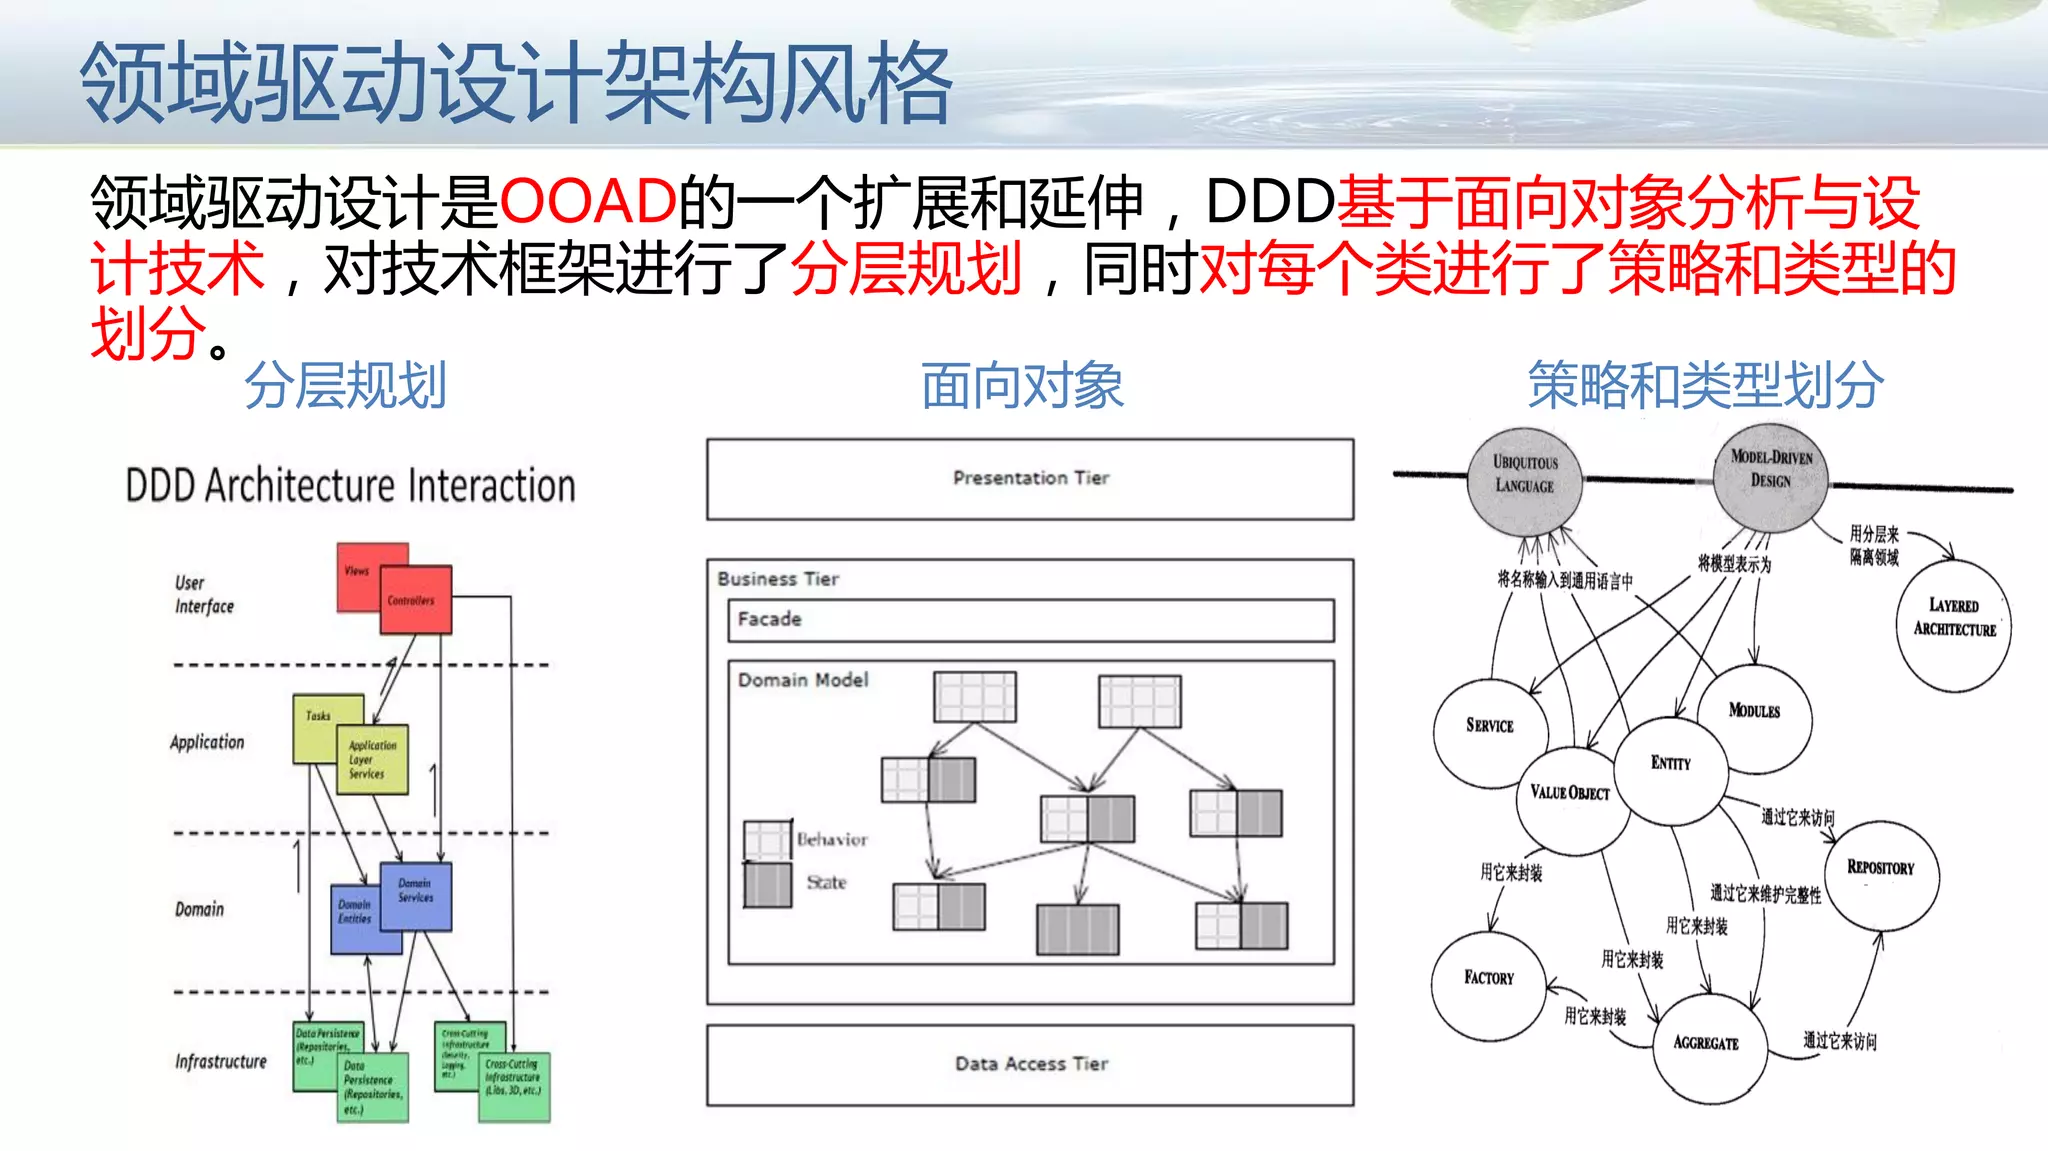 领域驱动设计架构风格
领域驱动设计是OOAD的一个扩展和延伸，DDD基于面向对象分析与设
计技术，对技术框架进行了分层规划，同时对每个类进行了策略和类型的
划分。
分层规划
DDD Architecture Interaction
User
Interface
Views
Controllers
Application
Tasks
Application
Layer
Services
Domain
Domain
Entities
Domain
Services
Infrastructure
Data Persistence
(Repositories,
etc.)
Data
Persistence
(Repositories,
etc.)
Cross-Cutting
Infrastructure
(Security,
Logging,
etc.)
Cross-Cutting
Infrastructure
(Libs, 3D, etc.)
面向对象
Presentation Tier
Business Tier
Facade
Domain Model
Behavior
State
Data Access Tier
策略和类型划分
UBIQUITOUS
LANGUAGE
MODEL-DRIVEN
DESIGN
用分层来
隔离领域
将模型表示为
将名称输入到通用语言中
LAYERED
ARCHITECTURE
SERVICE
MODULES
ENTITY
VALUE OBJECT
通过它来访问
REPOSITORY
用它来封装
通过它来维护完整性
用它来封装
用它来封装
FACTORY
用它来封装
AGGREGATE
通过它来访问